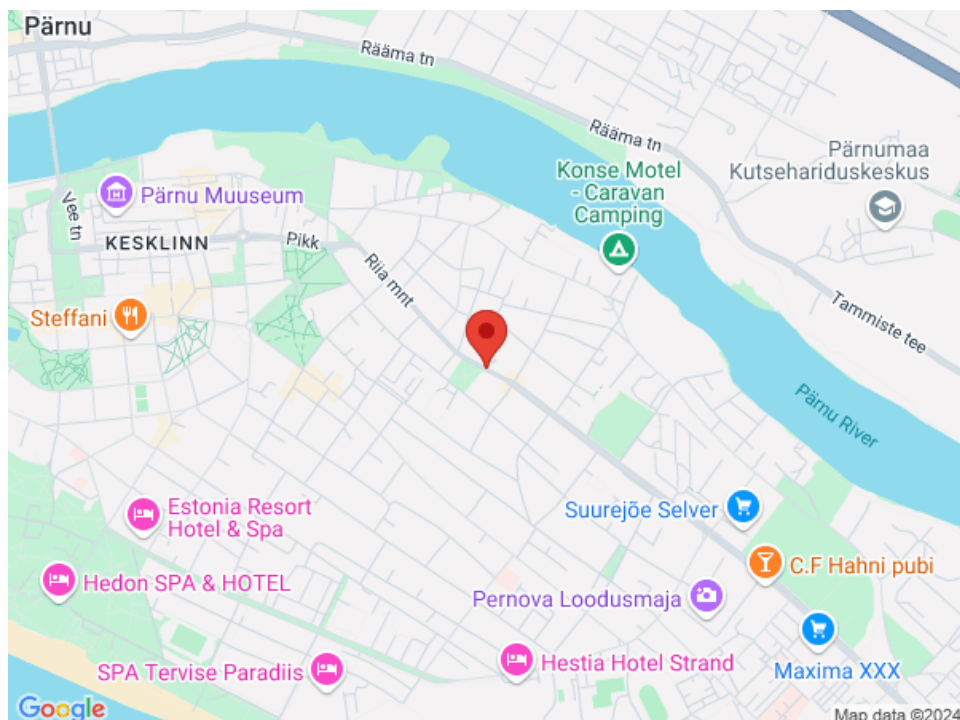 Pärnu
Rääma tn
Rääma tn
Pärnumaa
Kutsehariduskeskus
Konse Motel
- Caravan
Camping
Vee tn
Pärnu Muuseum
KESKLINN
Pikk
Riia mnt
Steffani
Tammiste tee
Pärnu River
Estonia Resort
Hotel & Spa
Suurejõe Selver
C.F Hahni pubi
Hedon SPA & HOTEL
Pernova Loodusmaja
SPA Tervise Paradiis
Hestia Hotel Strand
Maxima XXX
Google
Map data ©2024